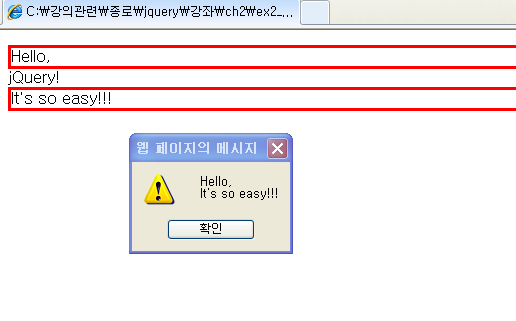 C:₩강의관련₩종로₩jquery₩강좌₩ch2₩ex2_...
Hello,
jQuery!
It's so easy!!!
웹 페이지의 메시지
Hello,
It's so easy!!!
확인